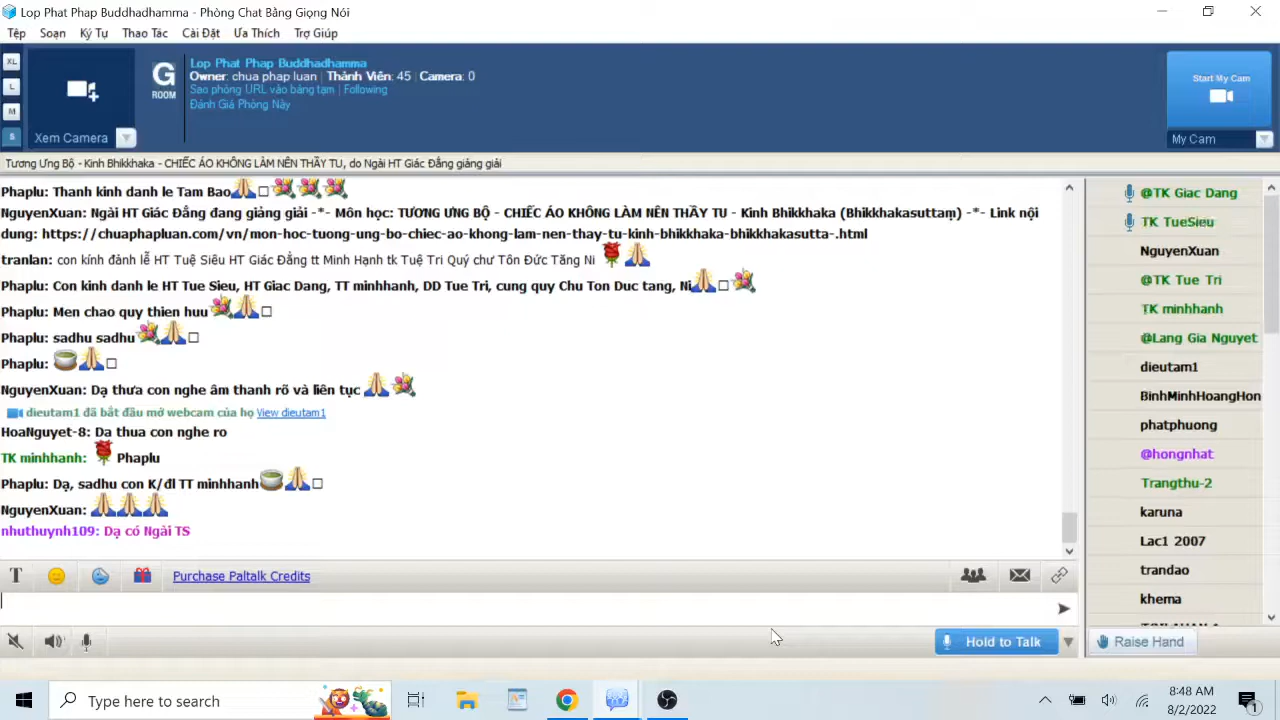 Lop Phat Phap Buddhadhamma - Phòng Chat Bằng Giọng Nói
Tệp Soạn Ký Tự Thao Tác Cài Đặt Ưa Thích Trợ Giúp
XL
L
M
S
Xem Camera
G
ROOM
Lop Phat Phap Buddhadhamma
Owner: chua phap luan | Thành Viên: 45 | Camera: 0
Sao phòng URL vào bảng tạm | Following
Đánh Giá Phòng Này
Start My Cam
My Cam
Tương Ưng Bộ - Kinh Bhikkhaka - CHIẾC ÁO KHÔNG LÀM NÊN THẦY TU, do Ngài HT Giác Đẳng giảng giải
Phaplu: Thanh kinh danh le Tam Bao
NguyenXuan: Ngài HT Giác Đẳng đang giảng giải -*- Môn học: TƯƠNG ƯNG BỘ - CHIẾC ÁO KHÔNG LÀM NÊN THẦY TU - Kinh Bhikkhaka (Bhikkhakasuttaṃ) -*- Link nội
dung: https://chuaphapluan.com/vn/mon-hoc-tuong-ung-bo-chiec-ao-khong-lam-nen-thay-tu-kinh-bhikkhaka-bhikkhakasutta-.html
tranlan: con kính đảnh lễ HT Tuệ Siêu HT Giác Đẳng tt Minh Hạnh tk Tuệ Tri Quý chư Tôn Đức Tăng Ni
Phaplu: Con kinh danh le HT Tue Sieu, HT Giac Dang, TT minhhanh, DD Tue Tri, cung quy Chu Ton Duc tang, Ni
Phaplu: Men chao quy thien huu
Phaplu: sadhu sadhu
Phaplu:
NguyenXuan: Dạ thưa con nghe âm thanh rõ và liên tục
dieutam1 đã bắt đầu mở webcam của họ View dieutam1
HoaNguyet-8: Da thua con nghe ro
TK minhhanh: Phaplu
Phaplu: Dạ, sadhu con K/đl TT minhhanh
NguyenXuan:
nhuthuynh109: Dạ có Ngài TS
@TK Giac Dang
TK TueSieu
NguyenXuan
@TK Tue Tri
TK minhhanh
@Lang Gia Nguyet
dieutam1
BinhMinhHoangHon
phatphuong
@hongnhat
Trangthu-2
karuna
Lac1 2007
trandao
khema
T Purchase Paltalk Credits
Hold to Talk
Raise Hand
Type here to search
8:48 AM
8/2/2022
1